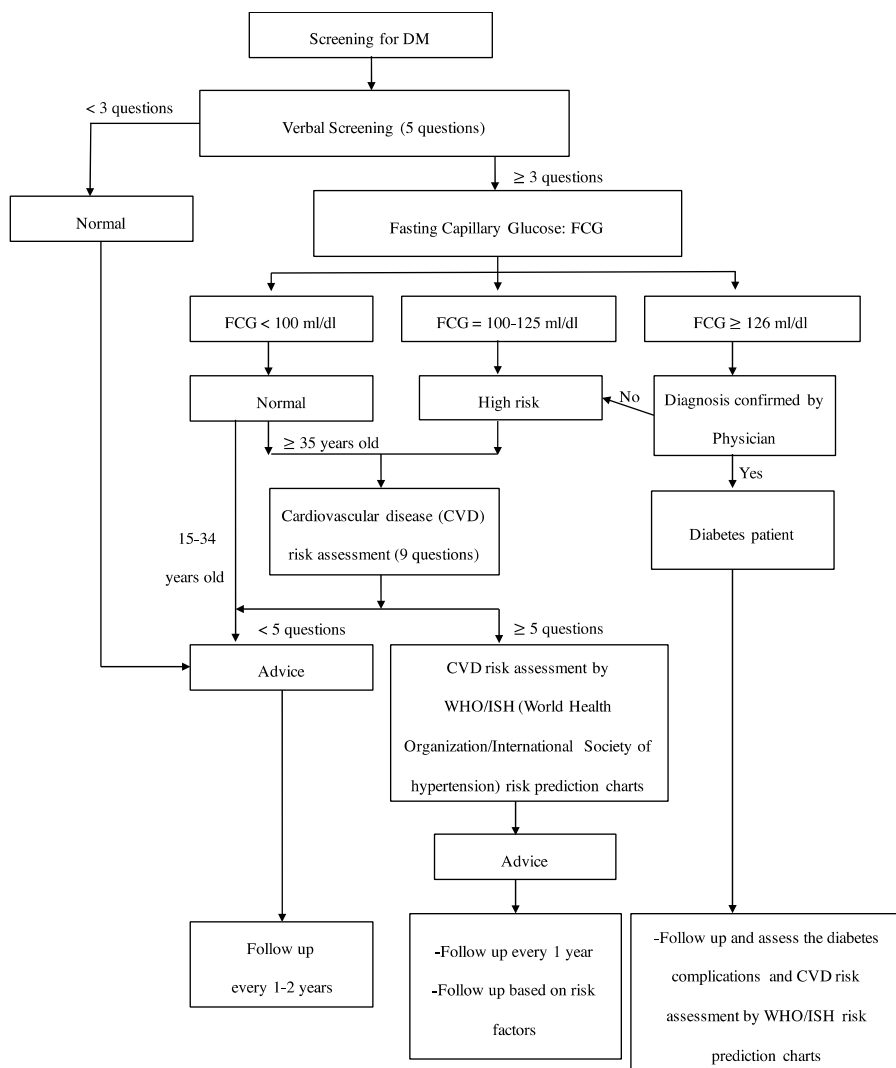 Screening for DM
< 3 questions
Verbal Screening (5 questions)
≥ 3 questions
Normal
Fasting Capillary Glucose: FCG
FCG < 100 ml/dl
FCG = 100-125 ml/dl
FCG ≥ 126 ml/dl
Normal
High risk
No
Diagnosis confirmed by
Physician
≥ 35 years old
Yes
Cardiovascular disease (CVD)
risk assessment (9 questions)
Diabetes patient
15-34
years old
< 5 questions
≥ 5 questions
Advice
CVD risk assessment by
WHO/ISH (World Health
Organization/International Society of
hypertension) risk prediction charts
Advice
Follow up
every 1-2 years
-Follow up every 1 year
-Follow up based on risk
factors
-Follow up and assess the diabetes
complications and CVD risk
assessment by WHO/ISH risk
prediction charts